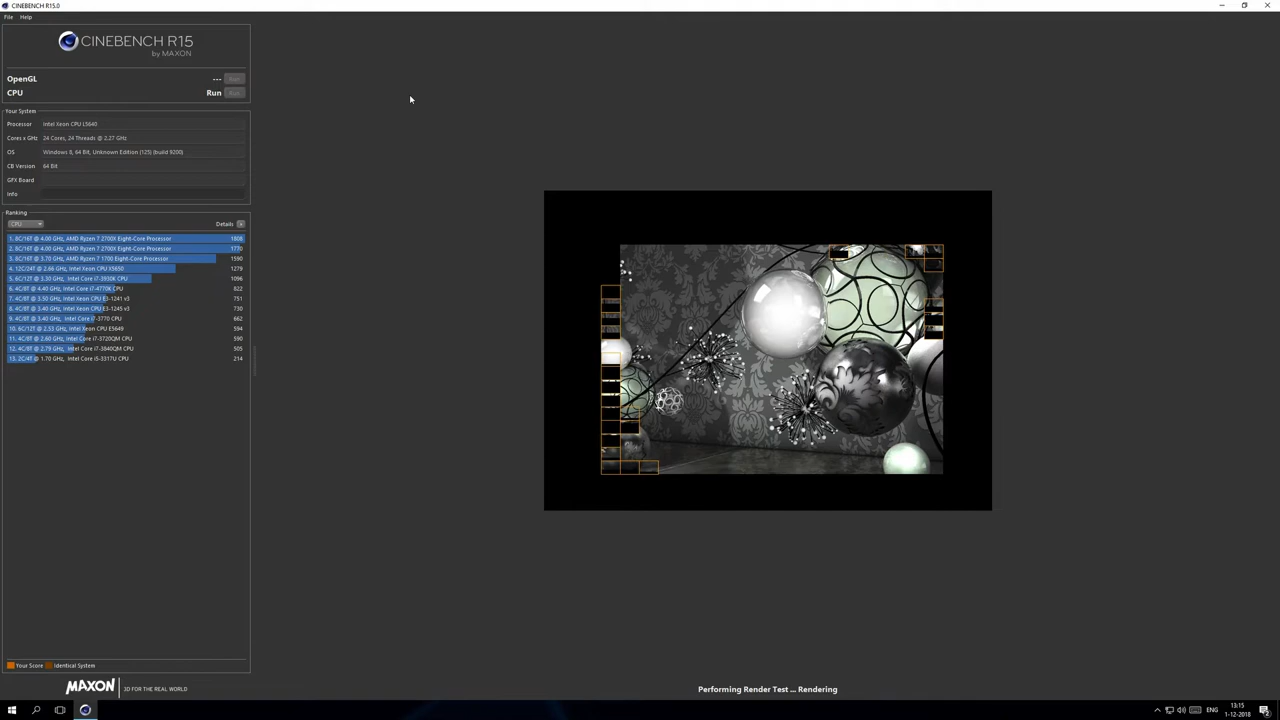 CINEBENCH R15.0
File Help
CINEBENCH R15
by MAXON
OpenGL --- Run
CPU Run Run
Your System
Processor Intel Xeon CPU L5640
Cores x GHz 24 Cores, 24 Threads @ 2.27 GHz
OS Windows 8, 64 Bit, Unknown Edition (125) (build 9200)
CB Version 64 Bit
GFX Board
Info
Ranking
CPU Details
1. 8C/16T @ 4.00 GHz, AMD Ryzen 7 2700X Eight-Core Processor 1808
2. 8C/16T @ 4.00 GHz, AMD Ryzen 7 2700X Eight-Core Processor 1770
3. 8C/16T @ 3.70 GHz, AMD Ryzen 7 1700 Eight-Core Processor 1590
4. 12C/24T @ 2.66 GHz, Intel Xeon CPU X5650 1279
5. 6C/12T @ 3.30 GHz, Intel Core i7-3930K CPU 1096
6. 4C/8T @ 4.40 GHz, Intel Core i7-4770K CPU 822
7. 4C/8T @ 3.50 GHz, Intel Xeon CPU E3-1241 v3 751
8. 4C/8T @ 3.40 GHz, Intel Xeon CPU E3-1245 v3 730
9. 4C/8T @ 3.40 GHz, Intel Core i7-3770 CPU 662
10. 6C/12T @ 2.53 GHz, Intel Xeon CPU E5649 594
11. 4C/8T @ 2.60 GHz, Intel Core i7-3720QM CPU 590
12. 4C/8T @ 2.79 GHz, Intel Core i7-3840QM CPU 505
13. 2C/4T @ 1.70 GHz, Intel Core i5-3317U CPU 214
Your Score Identical System
MAXON 3D FOR THE REAL WORLD
Performing Render Test ... Rendering
ENG 13:15
1-12-2018